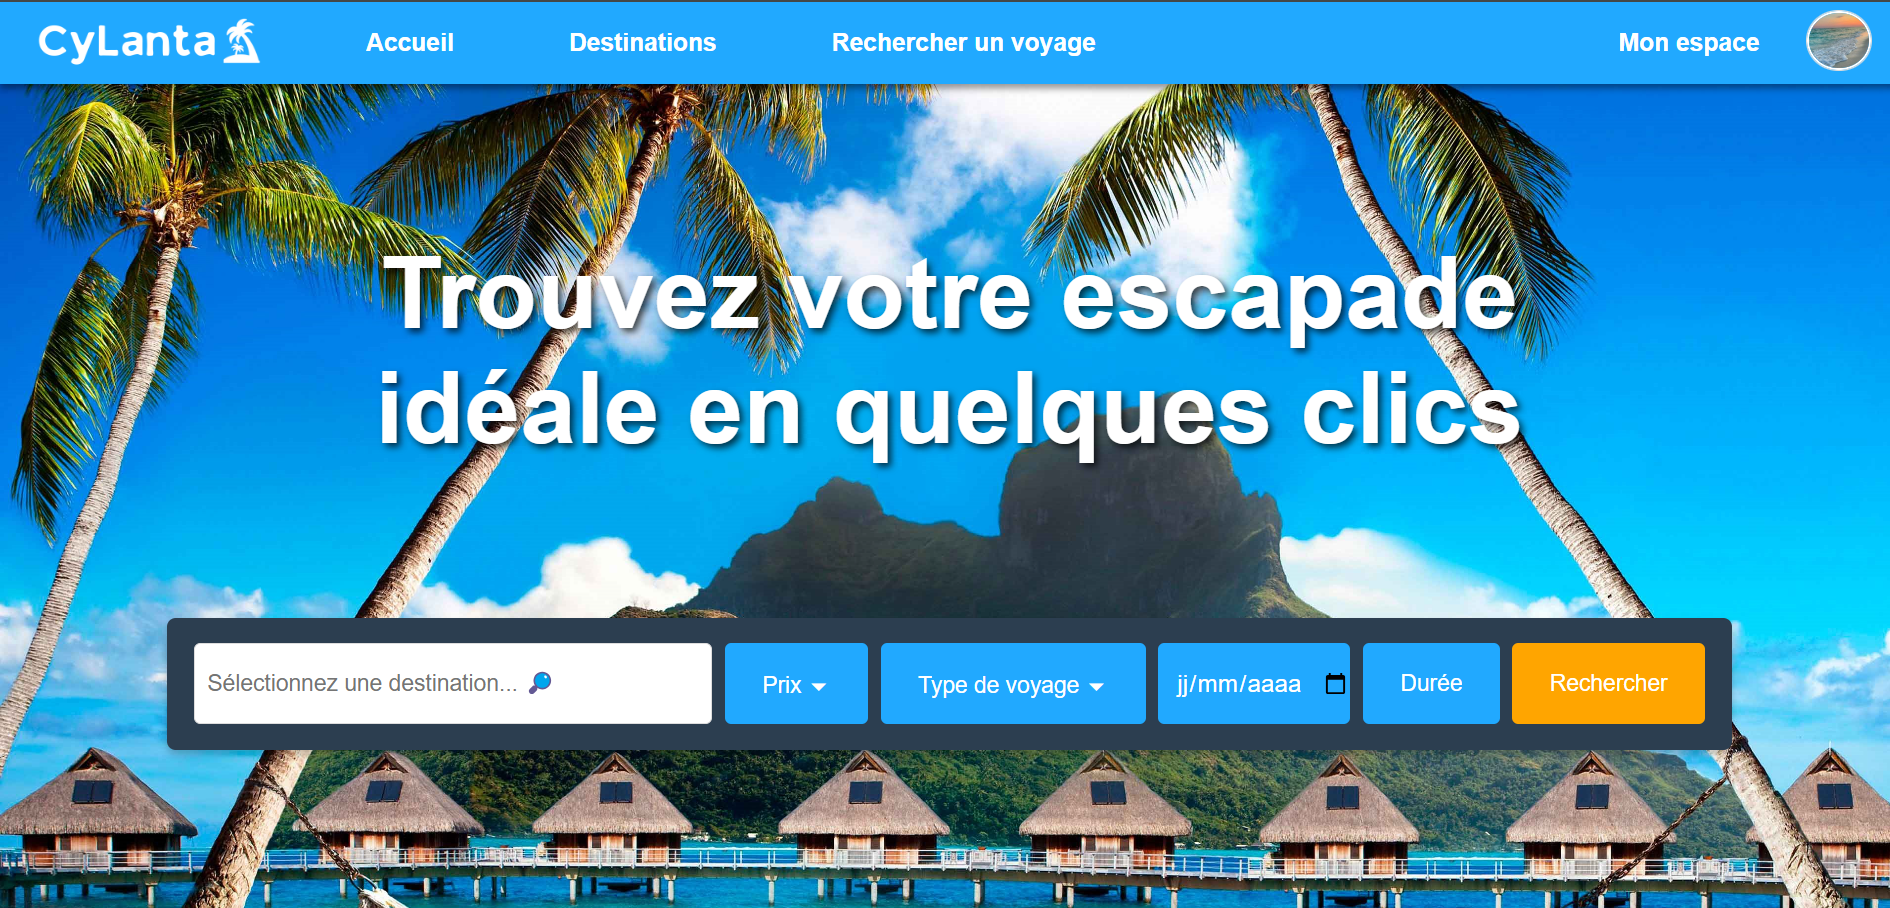 CyLanta
Accueil
Destinations
Rechercher un voyage
Mon espace
Trouvez votre escapade
idéale en quelques clics
Sélectionnez une destination... 🔎
Prix
Type de voyage
jj/mm/aaaa
Durée
Rechercher